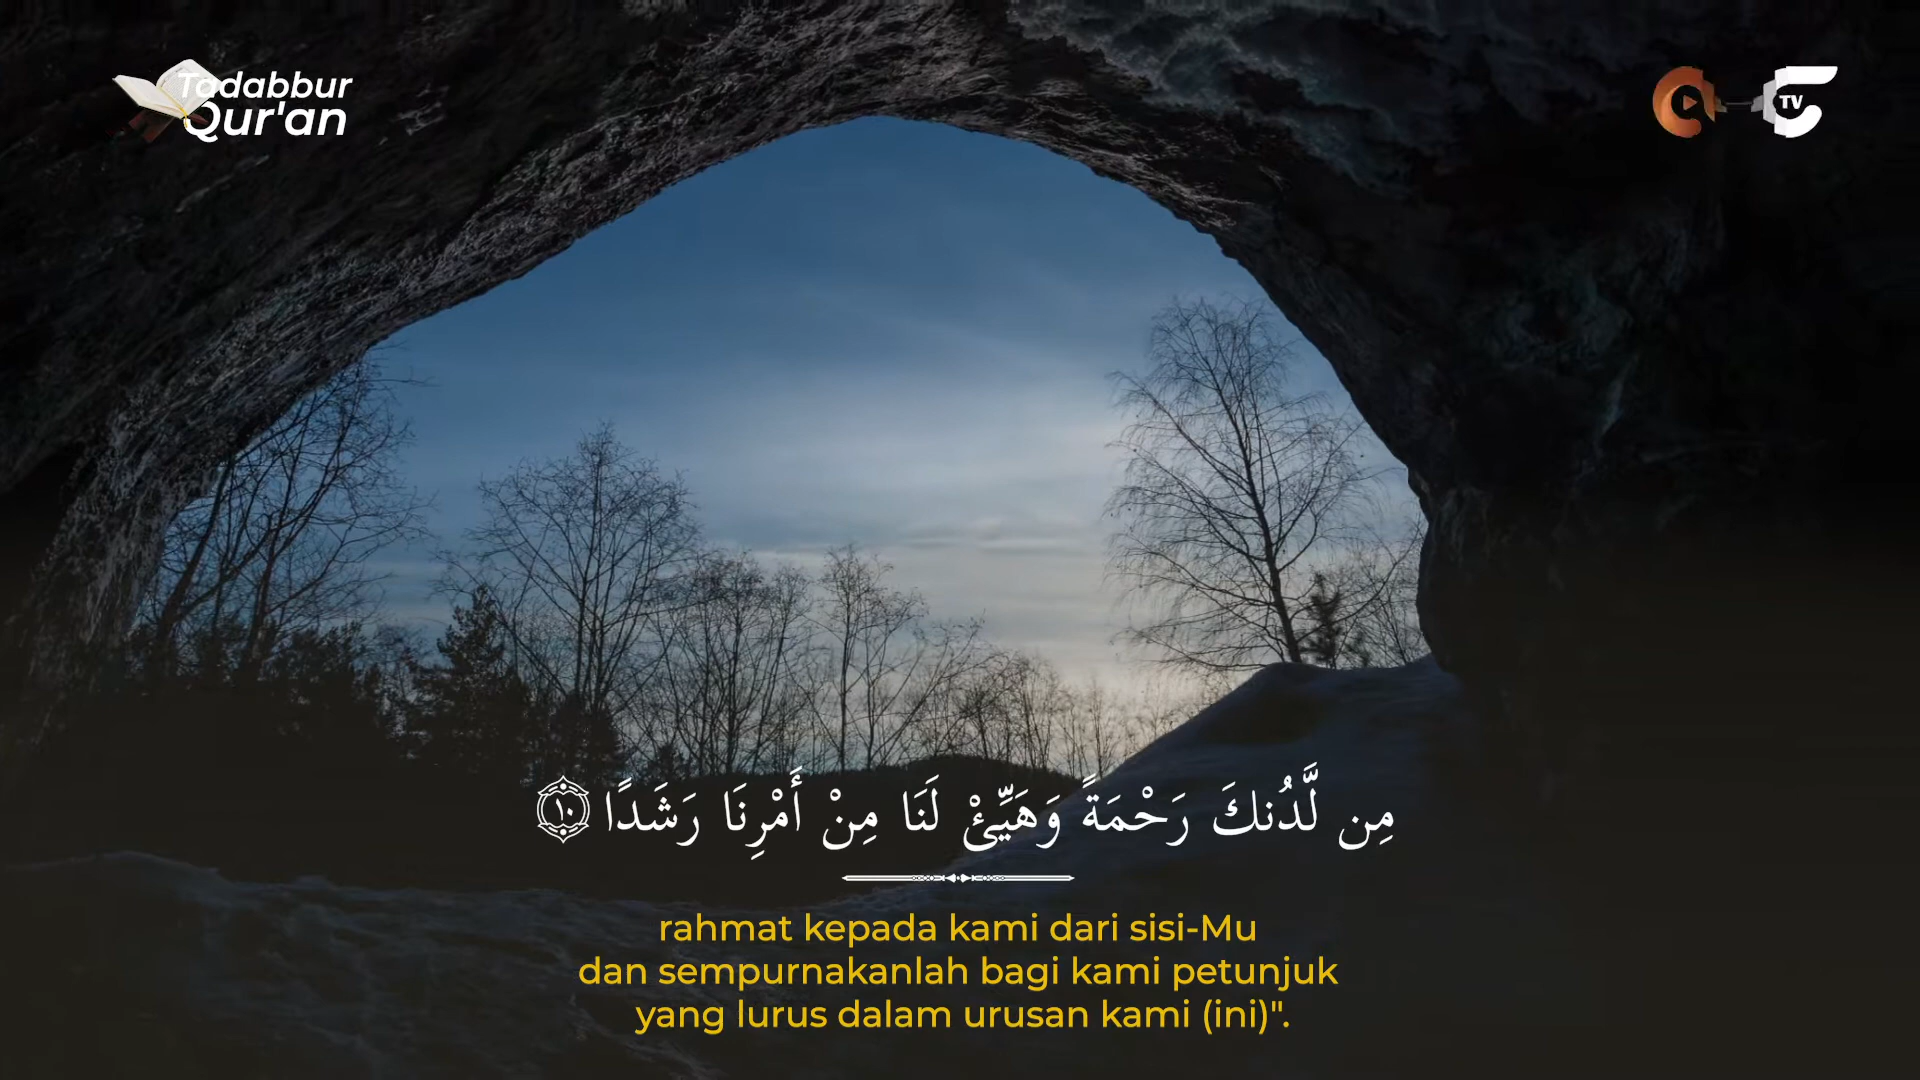 Tadabbur
Qur'an
TV
مِن لَّدُنكَ رَحْمَةً وَهَيِّئْ لَنَا مِنْ أَمْرِنَا رَشَدًا ١٠
rahmat kepada kami dari sisi-Mu
dan sempurnakanlah bagi kami petunjuk
yang lurus dalam urusan kami (ini)".